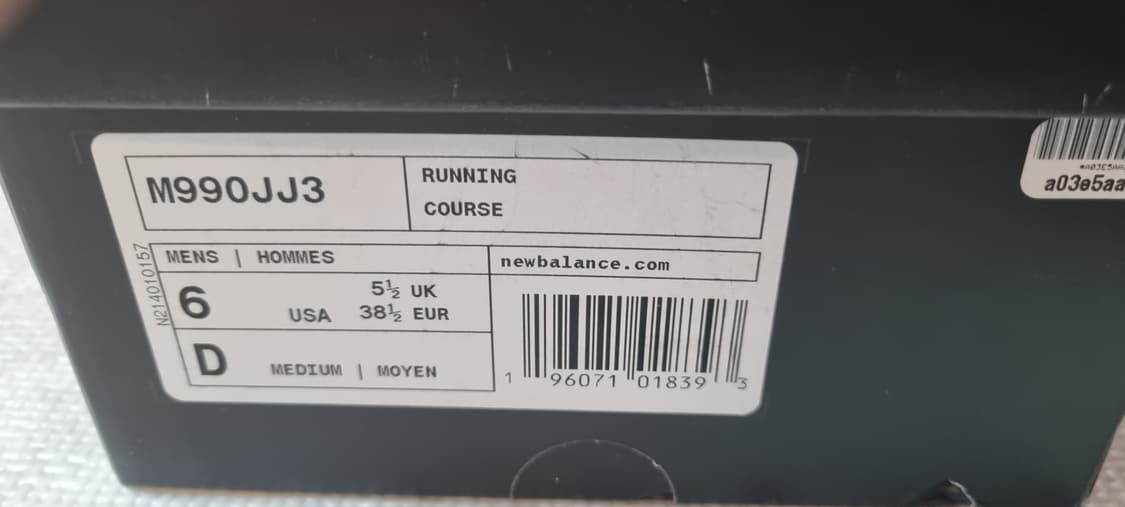 M990JJ3
RUNNING
COURSE
N214010157
MENS | HOMMES
6 USA
5½ UK
38½ EUR
D MEDIUM | MOYEN
newbalance.com
1 96071 01839 3
a03e5aa